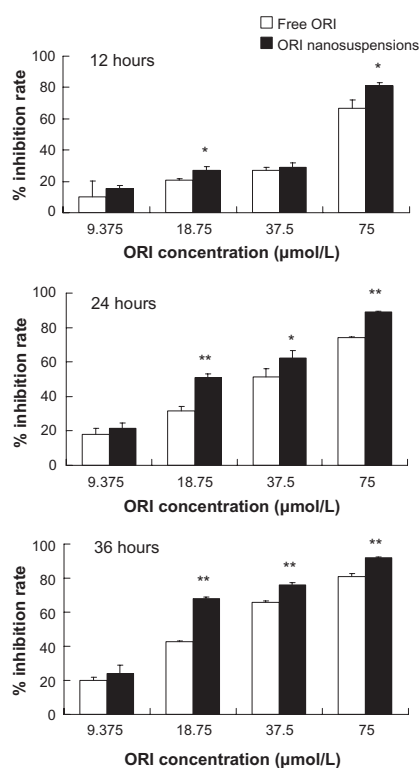 Free ORI
ORI nanosuspensions
12 hours
% inhibition rate
100
80
60
40
20
0
*
*
9.375 18.75 37.5 75
ORI concentration (µmol/L)
24 hours
% inhibition rate
100
80
60
40
20
0
**
*
**
9.375 18.75 37.5 75
ORI concentration (µmol/L)
36 hours
% inhibition rate
100
80
60
40
20
0
**
**
**
9.375 18.75 37.5 75
ORI concentration (µmol/L)